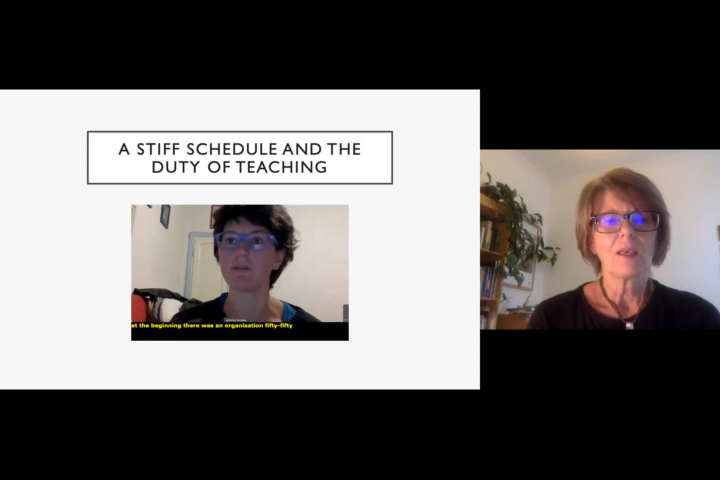 A STIFF SCHEDULE AND THE
DUTY OF TEACHING
at the beginning there was an organisation fifty-fifty